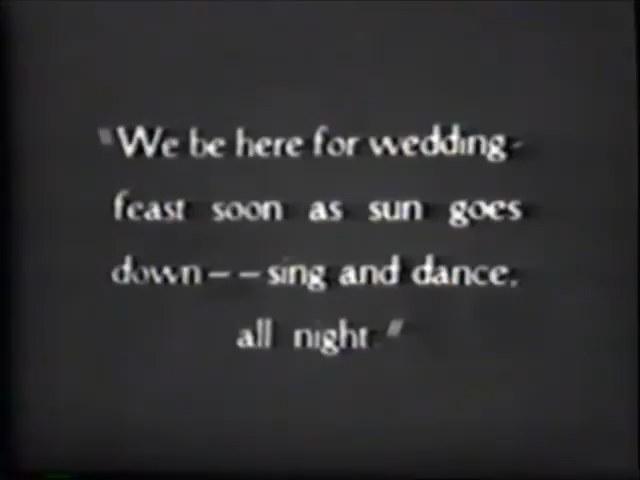 "We be here for wedding-
feast soon as sun goes
down--sing and dance,
all night"